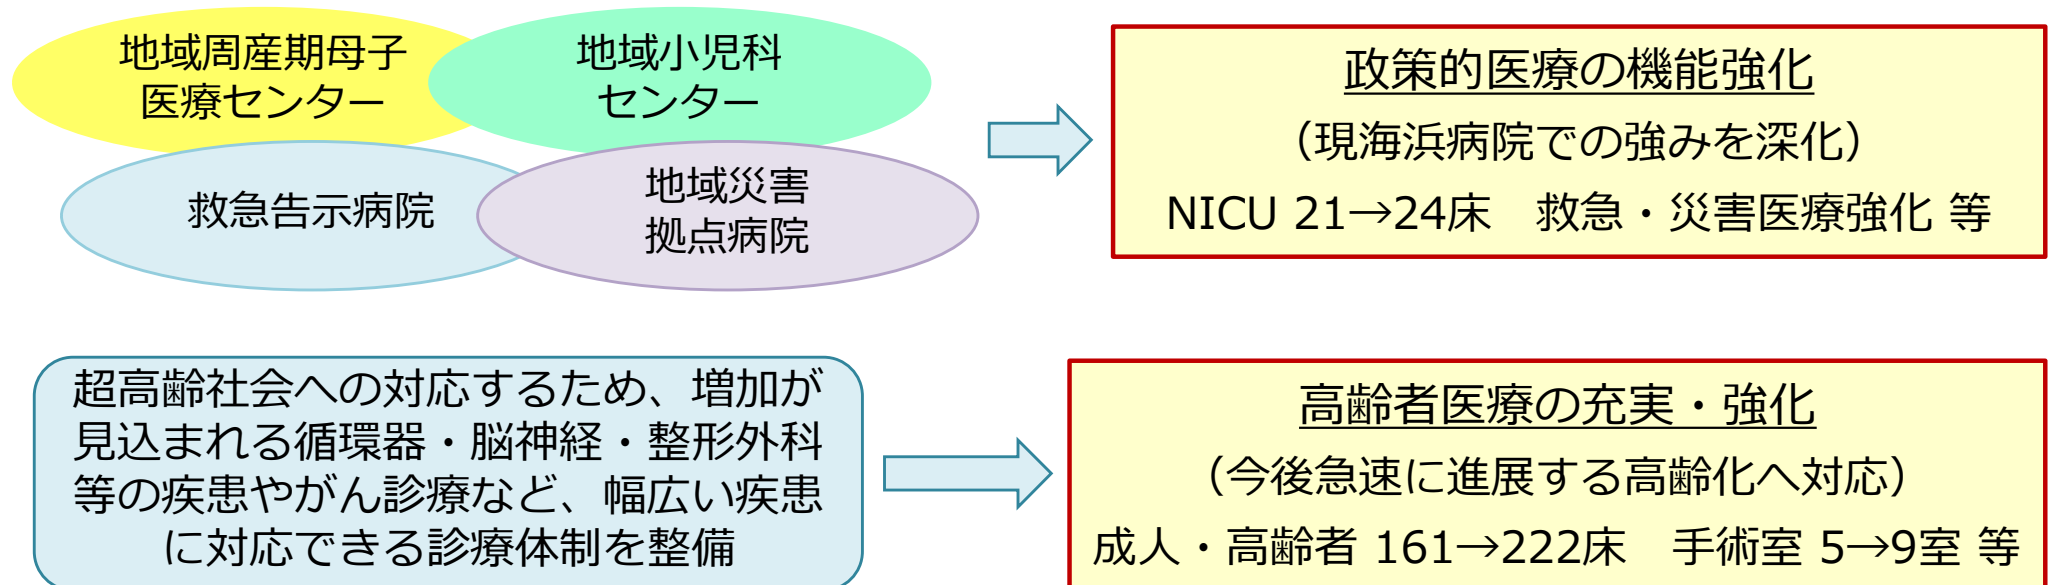 地域周産期母子
医療センター
地域小児科
センター
救急告示病院
地域災害
拠点病院
政策的医療の機能強化
（現海浜病院での強みを深化）
NICU 21→24床　救急・災害医療強化 等
超高齢社会への対応するため、増加が
見込まれる循環器・脳神経・整形外科
等の疾患やがん診療など、幅広い疾患
に対応できる診療体制を整備
高齢者医療の充実・強化
（今後急速に進展する高齢化へ対応）
成人・高齢者 161→222床　手術室 5→9室 等